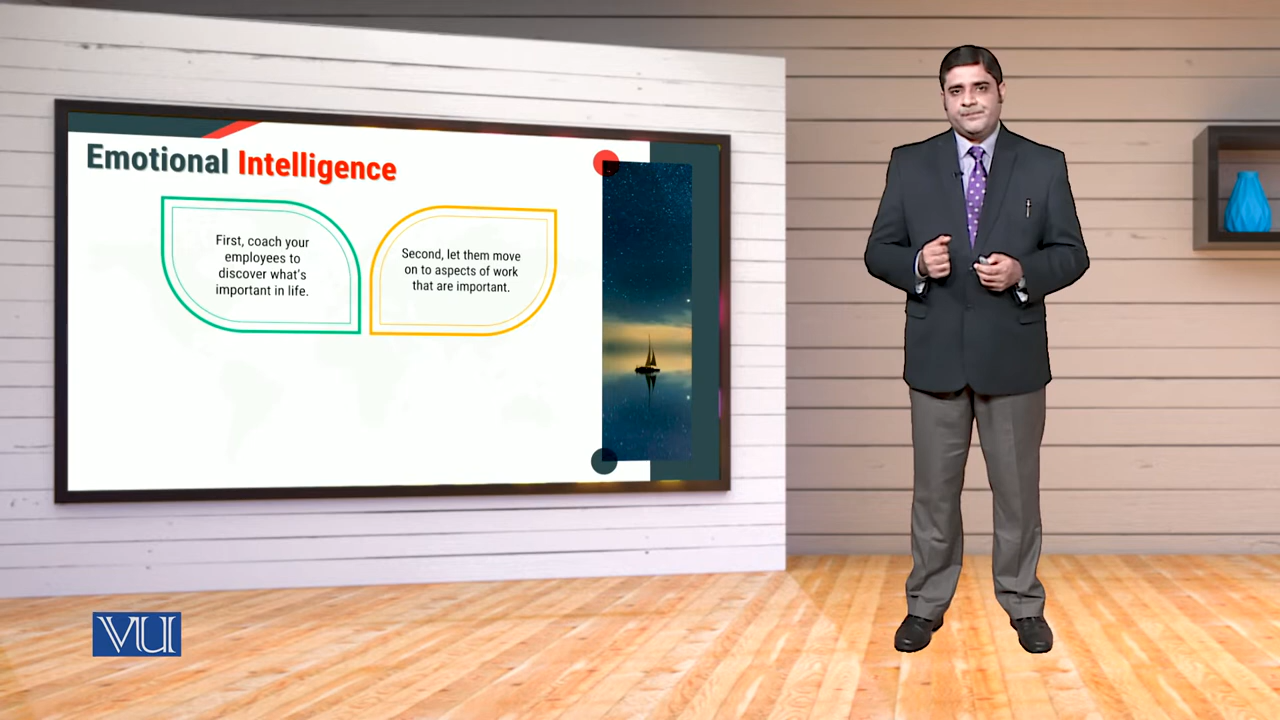 Emotional Intelligence
First, coach your
employees to
discover what's
important in life.
Second, let them move
on to aspects of work
that are important.
VU